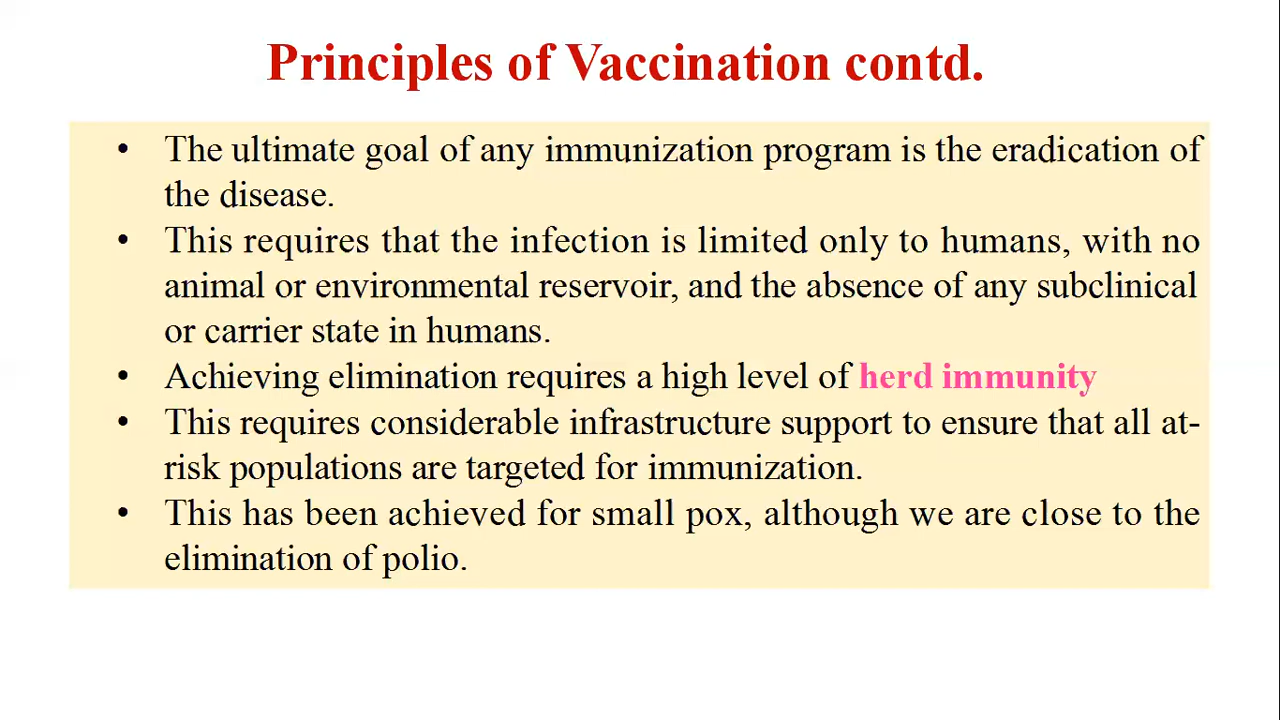 Principles of Vaccination contd.
• The ultimate goal of any immunization program is the eradication of
the disease.
• This requires that the infection is limited only to humans, with no
animal or environmental reservoir, and the absence of any subclinical
or carrier state in humans.
• Achieving elimination requires a high level of herd immunity
• This requires considerable infrastructure support to ensure that all at-
risk populations are targeted for immunization.
• This has been achieved for small pox, although we are close to the
elimination of polio.